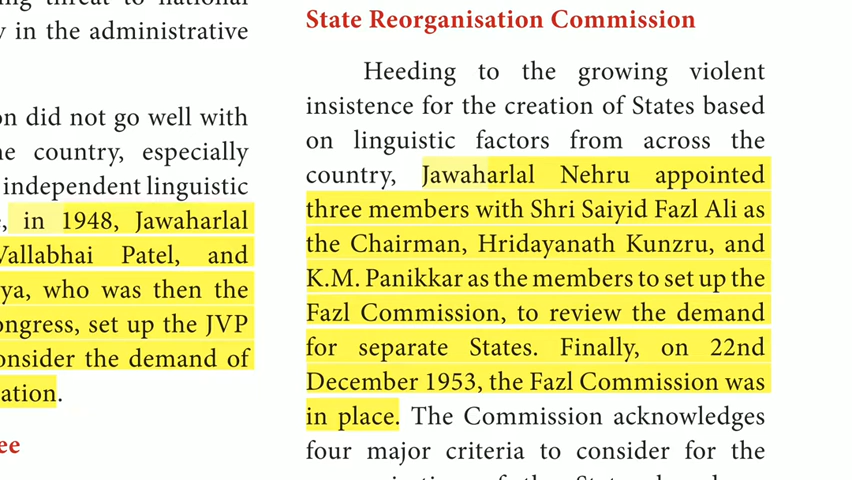 y in the administrative
on did not go well with
e country, especially
independent linguistic
in 1948, Jawaharlal
Vallabhai Patel, and
ya, who was then the
ongress, set up the JVP
onsider the demand of
ation.
ee
State Reorganisation Commission
Heeding to the growing violent
insistence for the creation of States based
on linguistic factors from across the
country, Jawaharlal Nehru appointed
three members with Shri Saiyid Fazl Ali as
the Chairman, Hridayanath Kunzru, and
K.M. Panikkar as the members to set up the
Fazl Commission, to review the demand
for separate States. Finally, on 22nd
December 1953, the Fazl Commission was
in place. The Commission acknowledges
four major criteria to consider for the